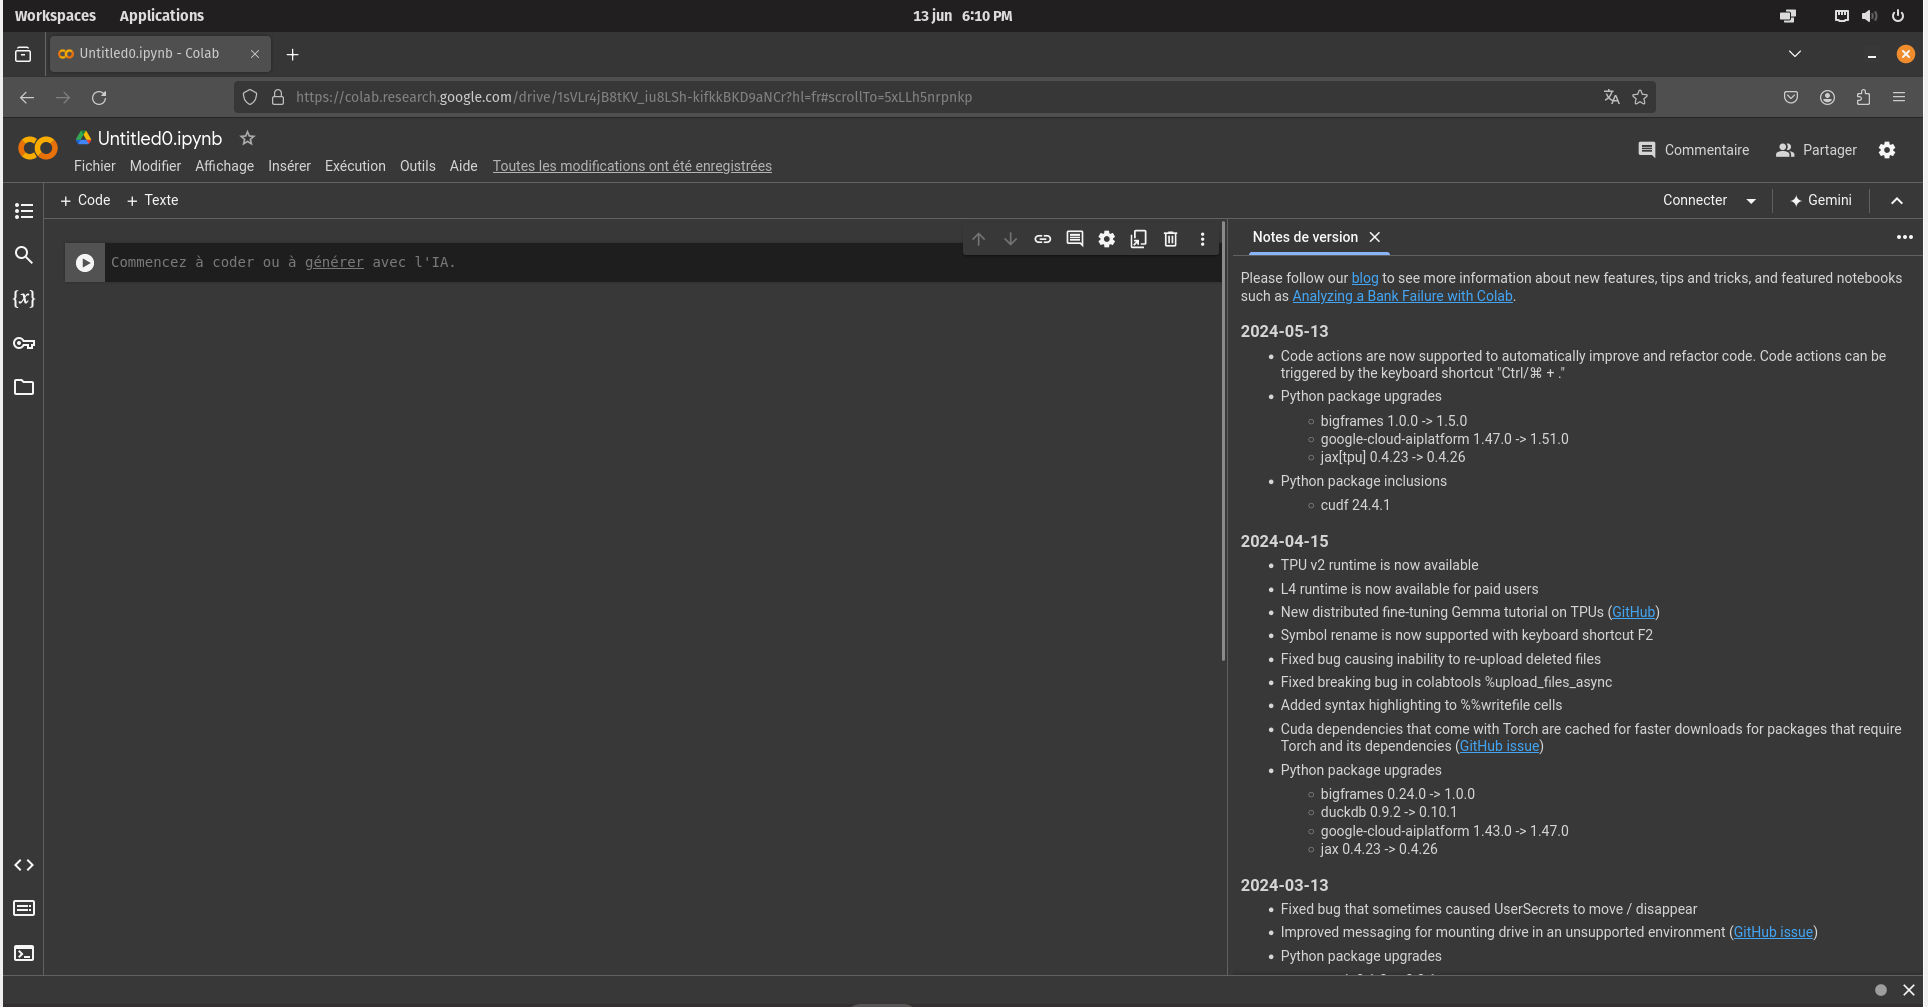 Workspaces Applications 13 jun 6:10 PM
Untitled0.ipynb - Colab
https://colab.research.google.com/drive/1sVLr4jB8tKV_iu8LSh-kifkkBKD9aNCr?hl=fr#scrollTo=5xLLh5nrpnkp
Untitled0.ipynb
Commentaire Partager
Fichier Modifier Affichage Insérer Exécution Outils Aide Toutes les modifications ont été enregistrées
+ Code + Texte Connecter Gemini
Commencez à coder ou à générer avec l'IA.
Notes de version
Please follow our blog to see more information about new features, tips and tricks, and featured notebooks
such as Analyzing a Bank Failure with Colab.
2024-05-13
• Code actions are now supported to automatically improve and refactor code. Code actions can be
triggered by the keyboard shortcut "Ctrl/⌘ + ."
• Python package upgrades
○ bigframes 1.0.0 -> 1.5.0
○ google-cloud-aiplatform 1.47.0 -> 1.51.0
○ jax[tpu] 0.4.23 -> 0.4.26
• Python package inclusions
○ cudf 24.4.1
2024-04-15
• TPU v2 runtime is now available
• L4 runtime is now available for paid users
• New distributed fine-tuning Gemma tutorial on TPUs (GitHub)
• Symbol rename is now supported with keyboard shortcut F2
• Fixed bug causing inability to re-upload deleted files
• Fixed breaking bug in colabtools %upload_files_async
• Added syntax highlighting to %%writefile cells
• Cuda dependencies that come with Torch are cached for faster downloads for packages that require
Torch and its dependencies (GitHub issue)
• Python package upgrades
○ bigframes 0.24.0 -> 1.0.0
○ duckdb 0.9.2 -> 0.10.1
○ google-cloud-aiplatform 1.43.0 -> 1.47.0
○ jax 0.4.23 -> 0.4.26
2024-03-13
• Fixed bug that sometimes caused UserSecrets to move / disappear
• Improved messaging for mounting drive in an unsupported environment (GitHub issue)
• Python package upgrades